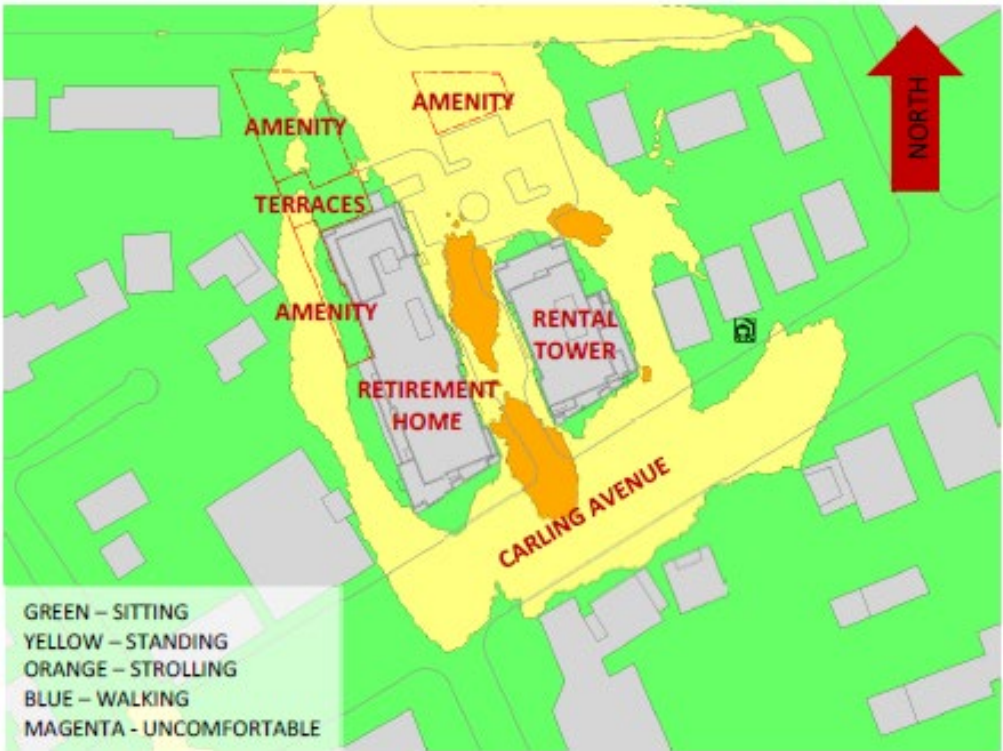 NORTH
AMENITY
AMENITY
TERRACES
AMENITY
RENTAL
TOWER
RETIREMENT
HOME
CARLING AVENUE
GREEN – SITTING
YELLOW – STANDING
ORANGE – STROLLING
BLUE – WALKING
MAGENTA - UNCOMFORTABLE